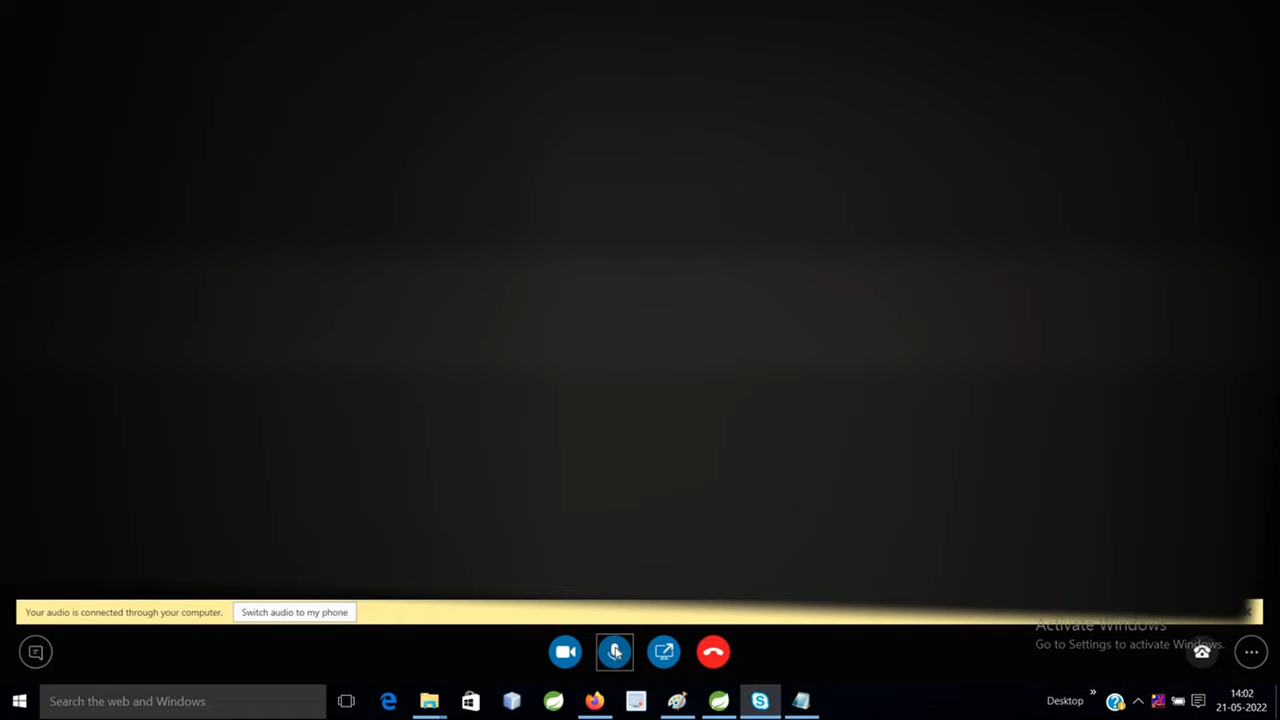 Your audio is connected through your computer. Switch audio to my phone
Activate Windows
Go to Settings to activate Windows.
Search the web and Windows
Desktop
14:02
21-05-2022